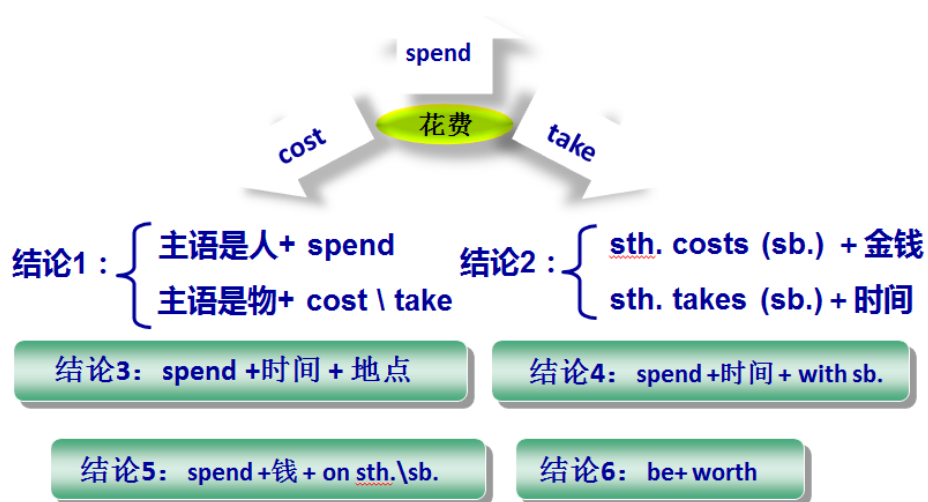 spend
花费
cost
take
结论1：
主语是人+ spend
主语是物+ cost \ take
结论2：
sth. costs (sb.) + 金钱
sth. takes (sb.) + 时间
结论3： spend +时间 + 地点
结论4： spend +时间 + with sb.
结论5： spend +钱 + on sth.\sb.
结论6： be+ worth